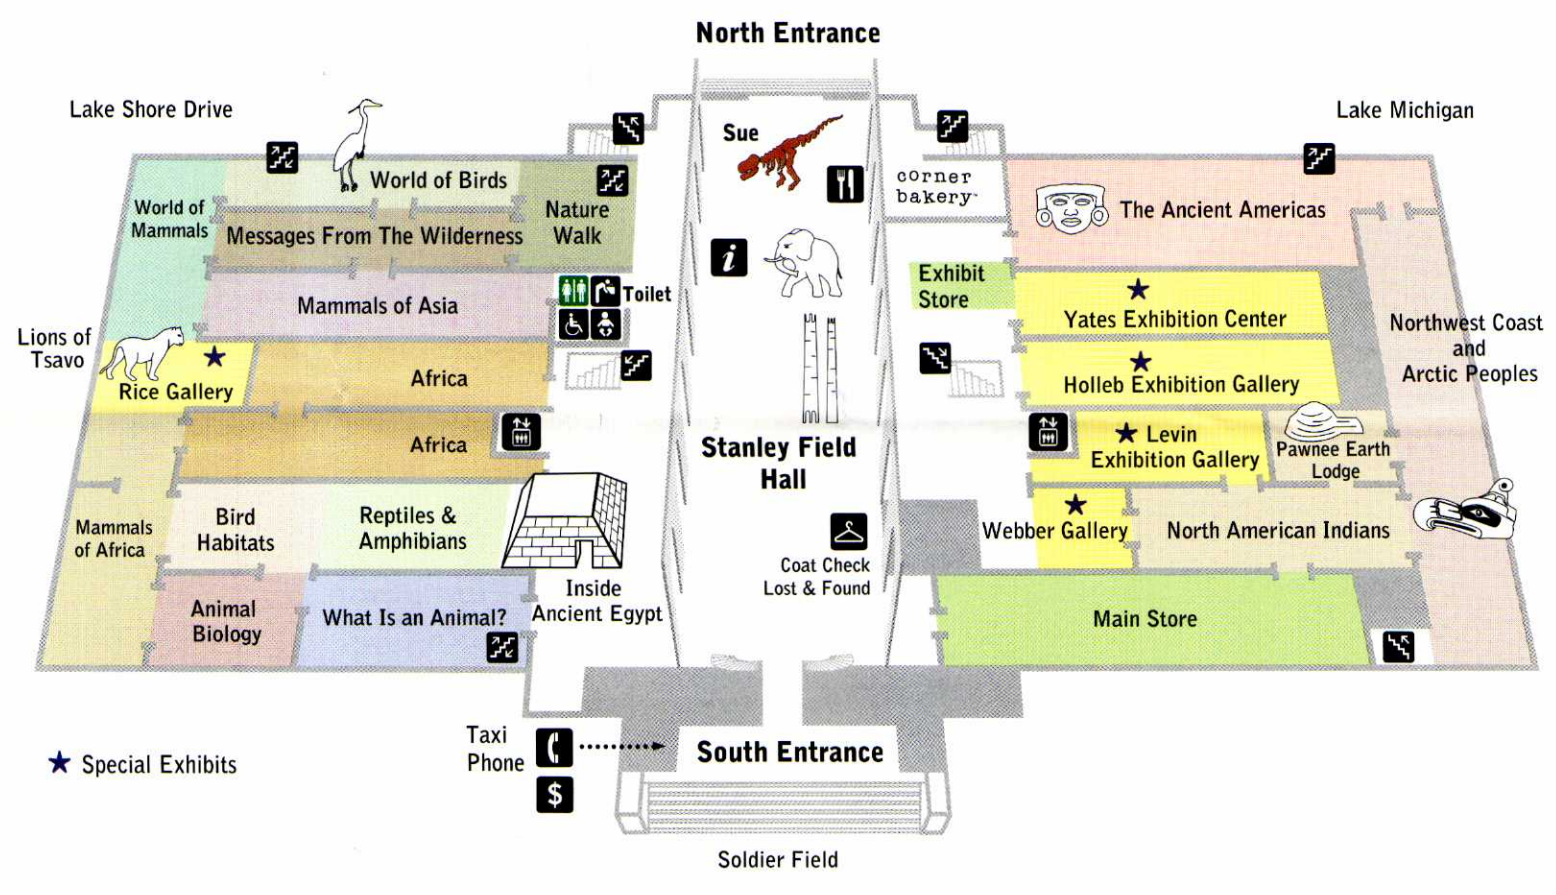 North Entrance
Lake Shore Drive
Lake Michigan
Sue
corner
bakery™
World of Birds
World of
Mammals
Nature
Walk
Messages From The Wilderness
The Ancient Americas
i
Exhibit
Store
Toilet
Mammals of Asia
Yates Exhibition Center
Lions of
Tsavo
Northwest Coast
and
Arctic Peoples
Rice Gallery
Africa
Holleb Exhibition Gallery
Africa
Stanley Field
Hall
Levin
Exhibition Gallery
Pawnee Earth
Lodge
Mammals
of Africa
Bird
Habitats
Reptiles &
Amphibians
Webber Gallery
North American Indians
Coat Check
Lost & Found
Inside
Ancient Egypt
Animal
Biology
What Is an Animal?
Main Store
Taxi
Phone
$
South Entrance
Special Exhibits
Soldier Field